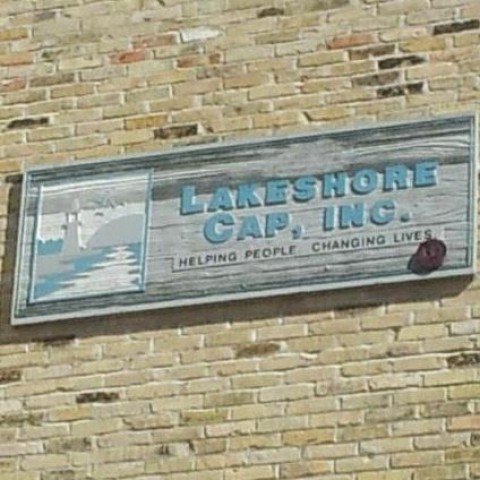 LAKESHORE
CAP, INC.
HELPING PEOPLE CHANGING LIVES